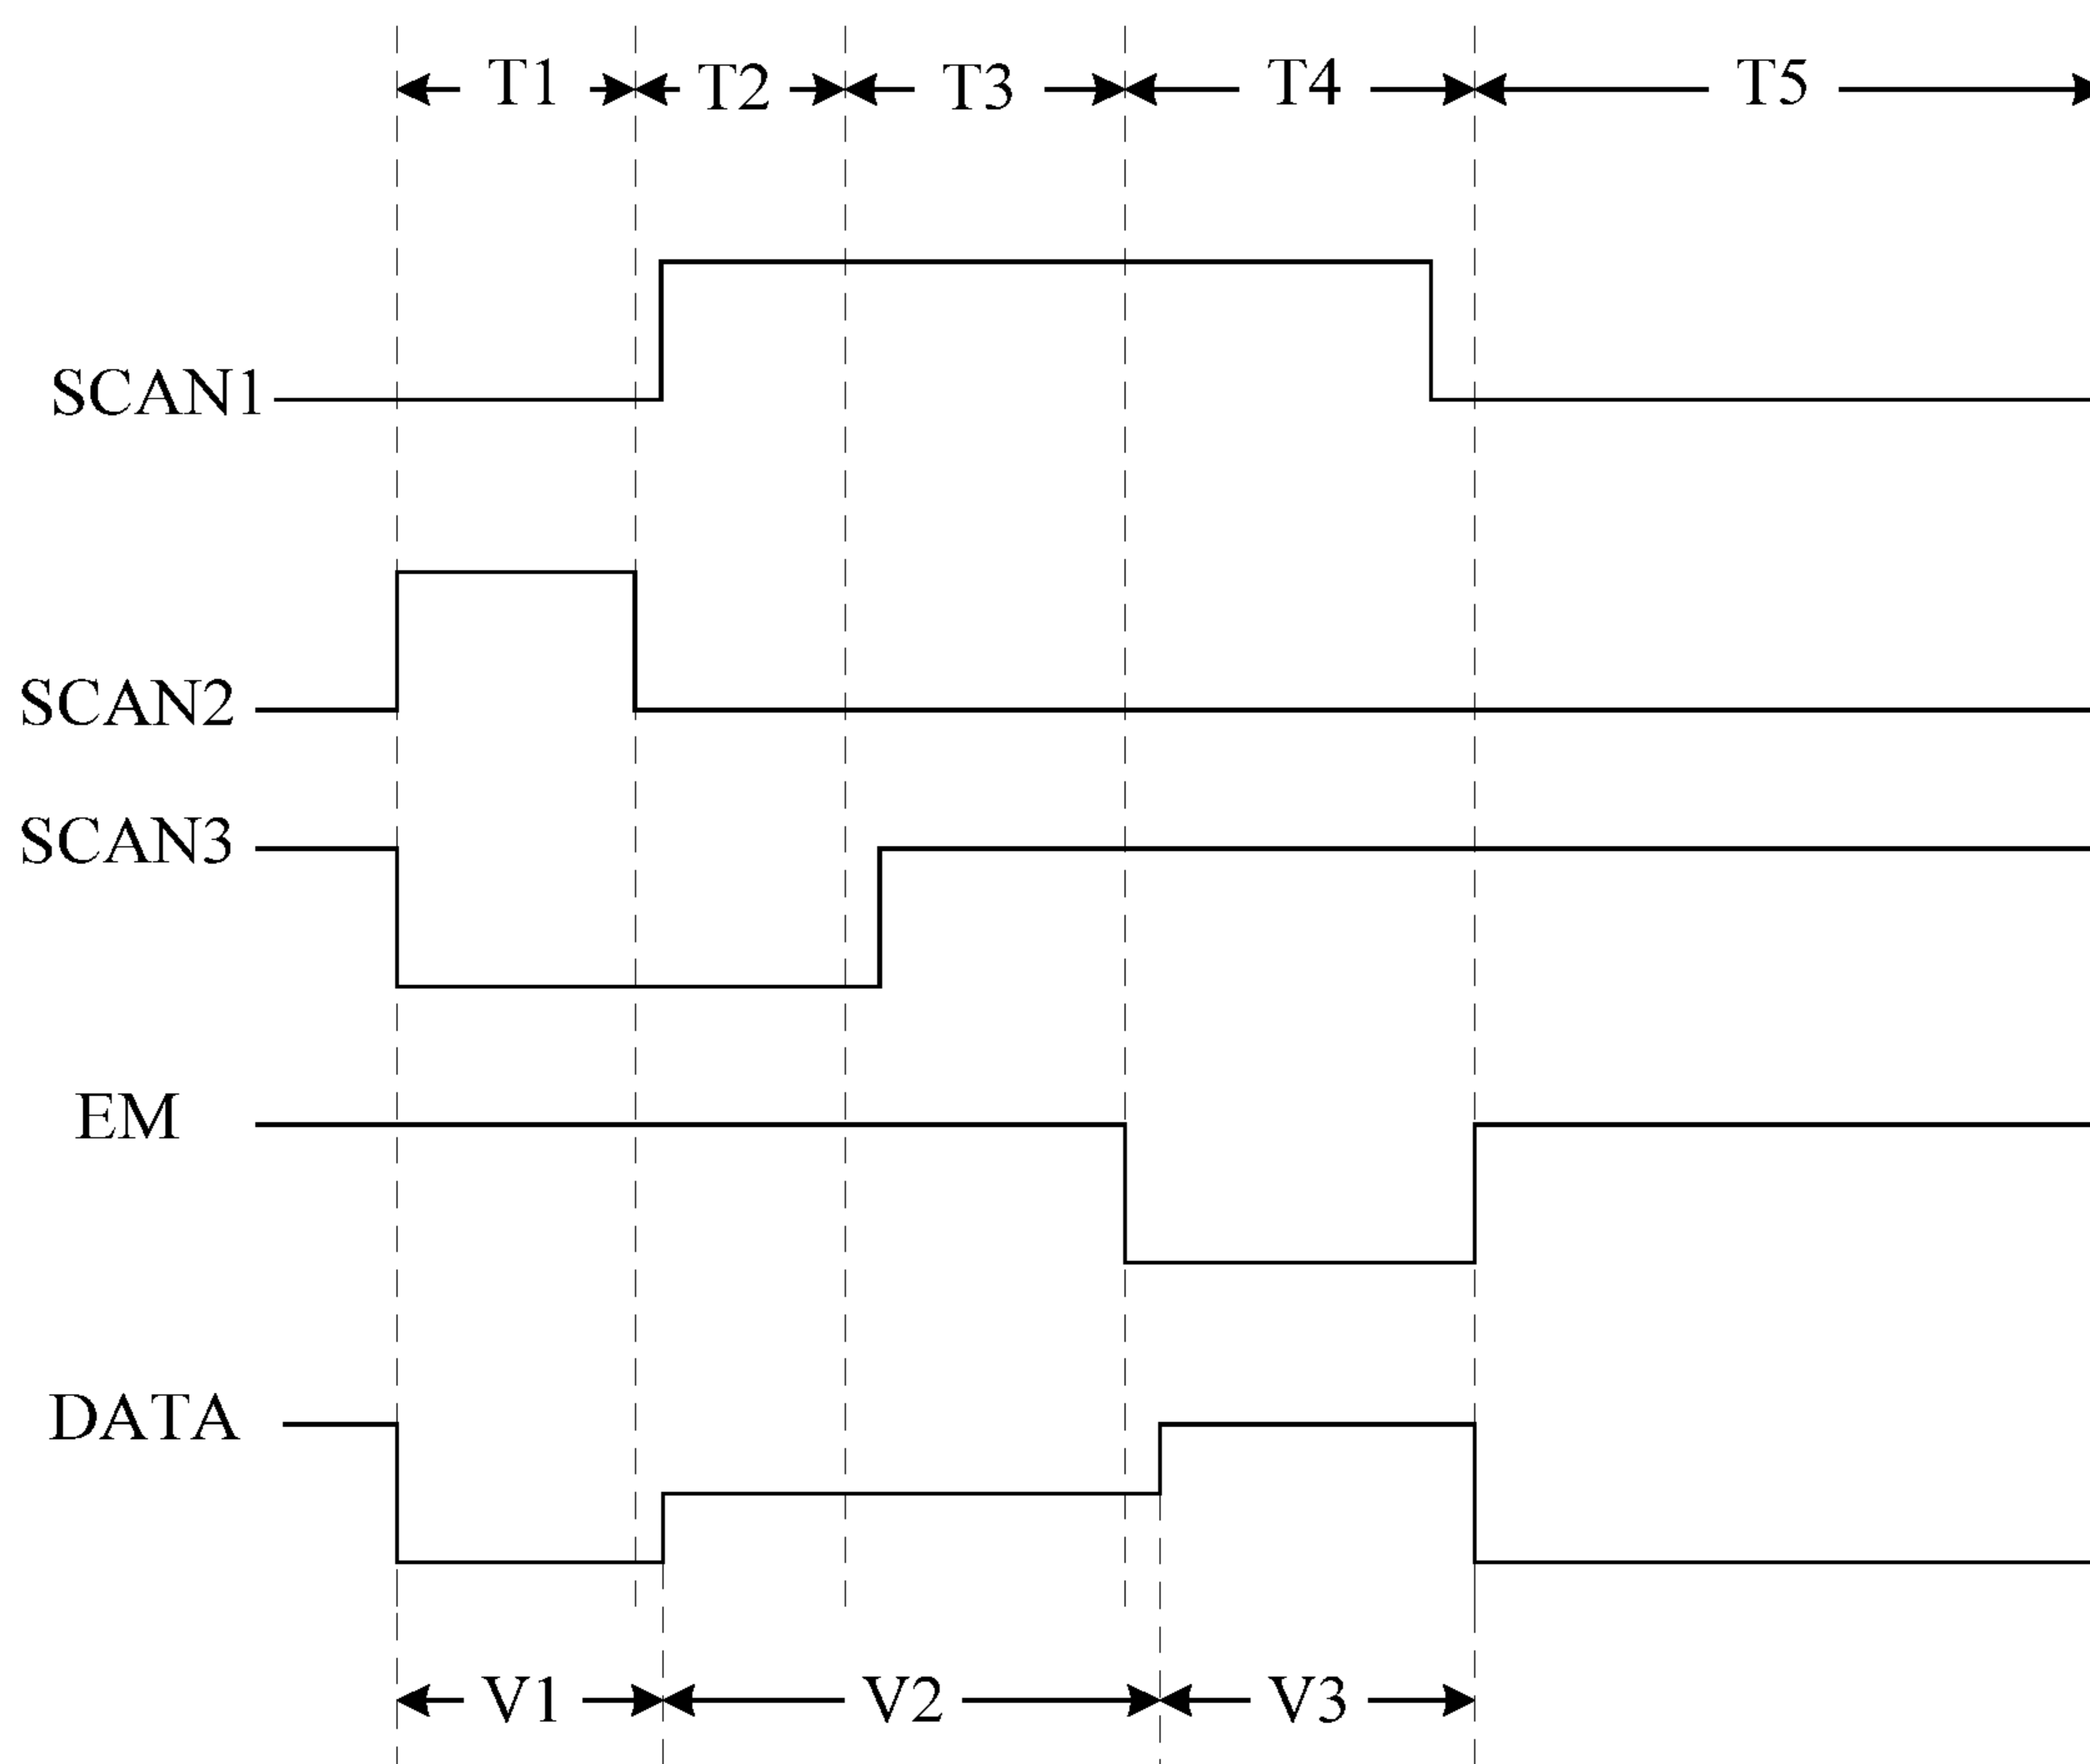 T1 T2 T3 T4 T5
SCAN1
SCAN2
SCAN3
EM
DATA
V1 V2 V3